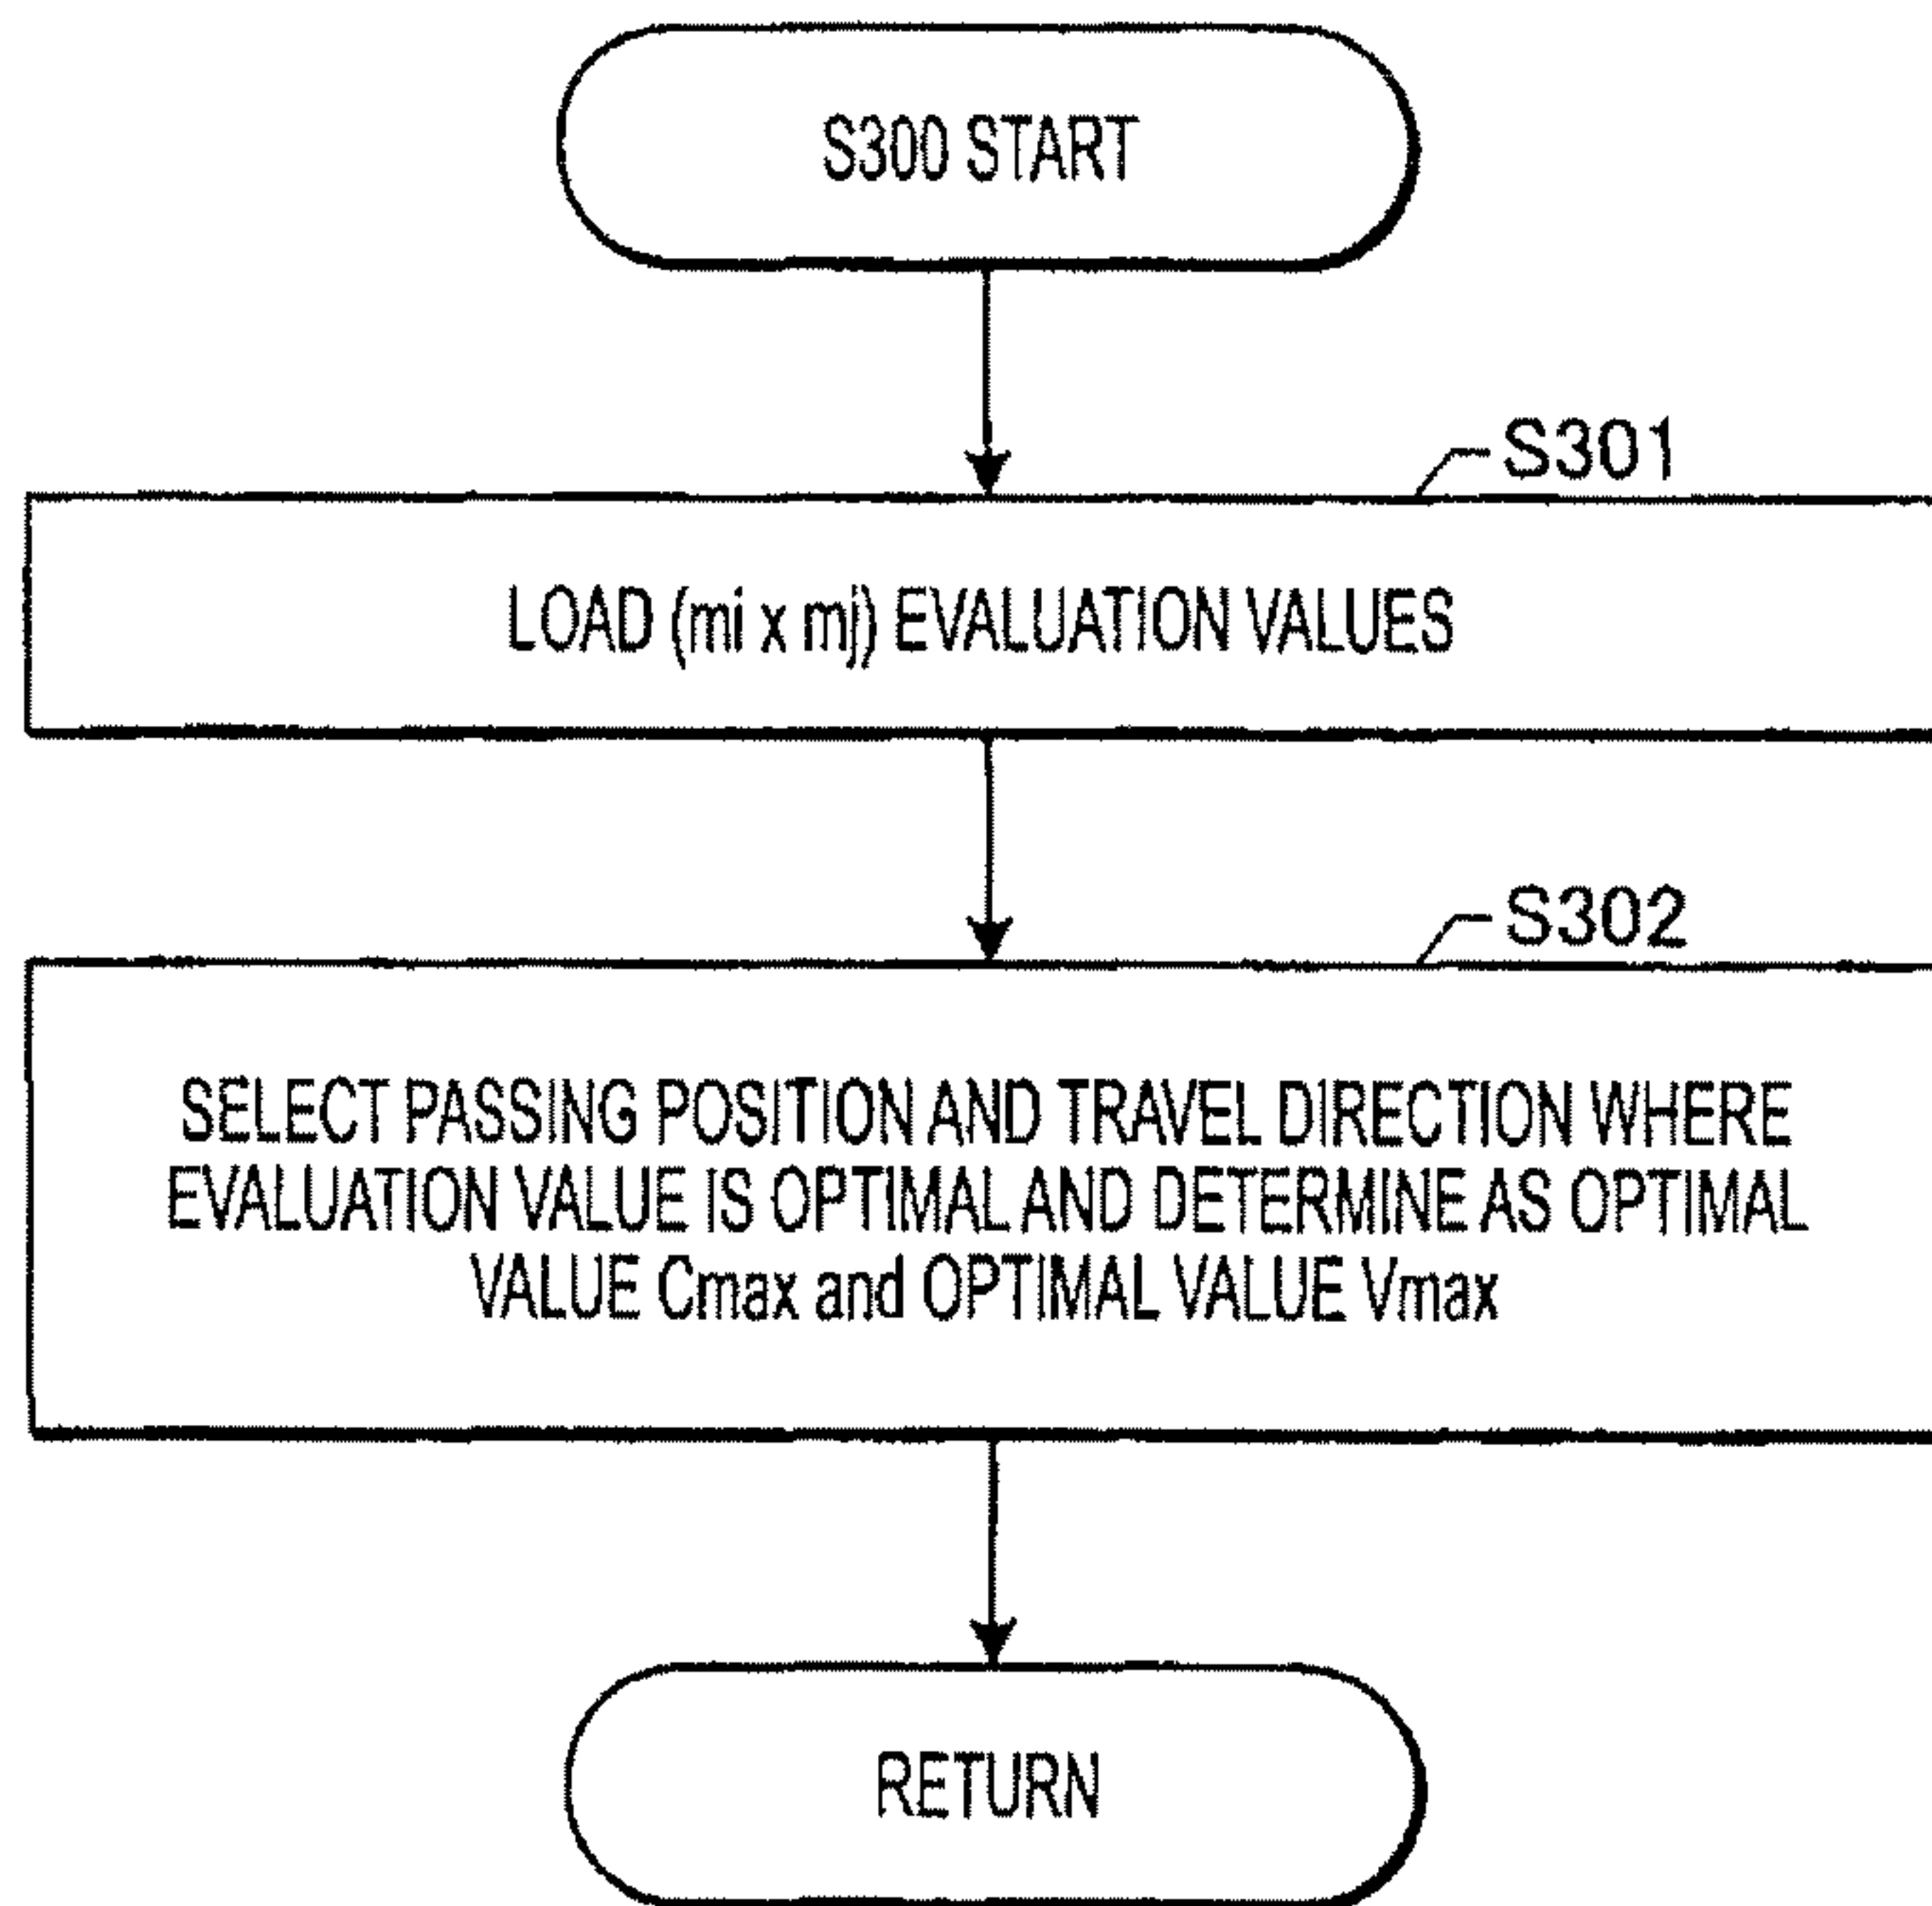 S300 START
S301
LOAD (mi x mj) EVALUATION VALUES
S302
SELECT PASSING POSITION AND TRAVEL DIRECTION WHERE
EVALUATION VALUE IS OPTIMAL AND DETERMINE AS OPTIMAL
VALUE Cmax and OPTIMAL VALUE Vmax
RETURN